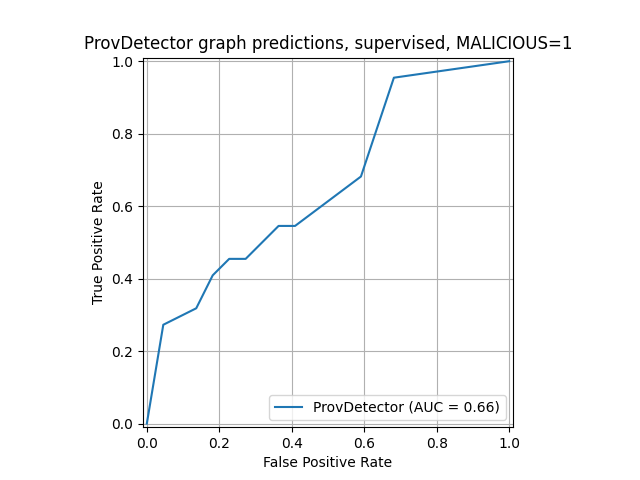 ProvDetector graph predictions, supervised, MALICIOUS=1
True Positive Rate
1.0
0.8
0.6
0.4
0.2
0.0
ProvDetector (AUC = 0.66)
0.0 0.2 0.4 0.6 0.8 1.0
False Positive Rate